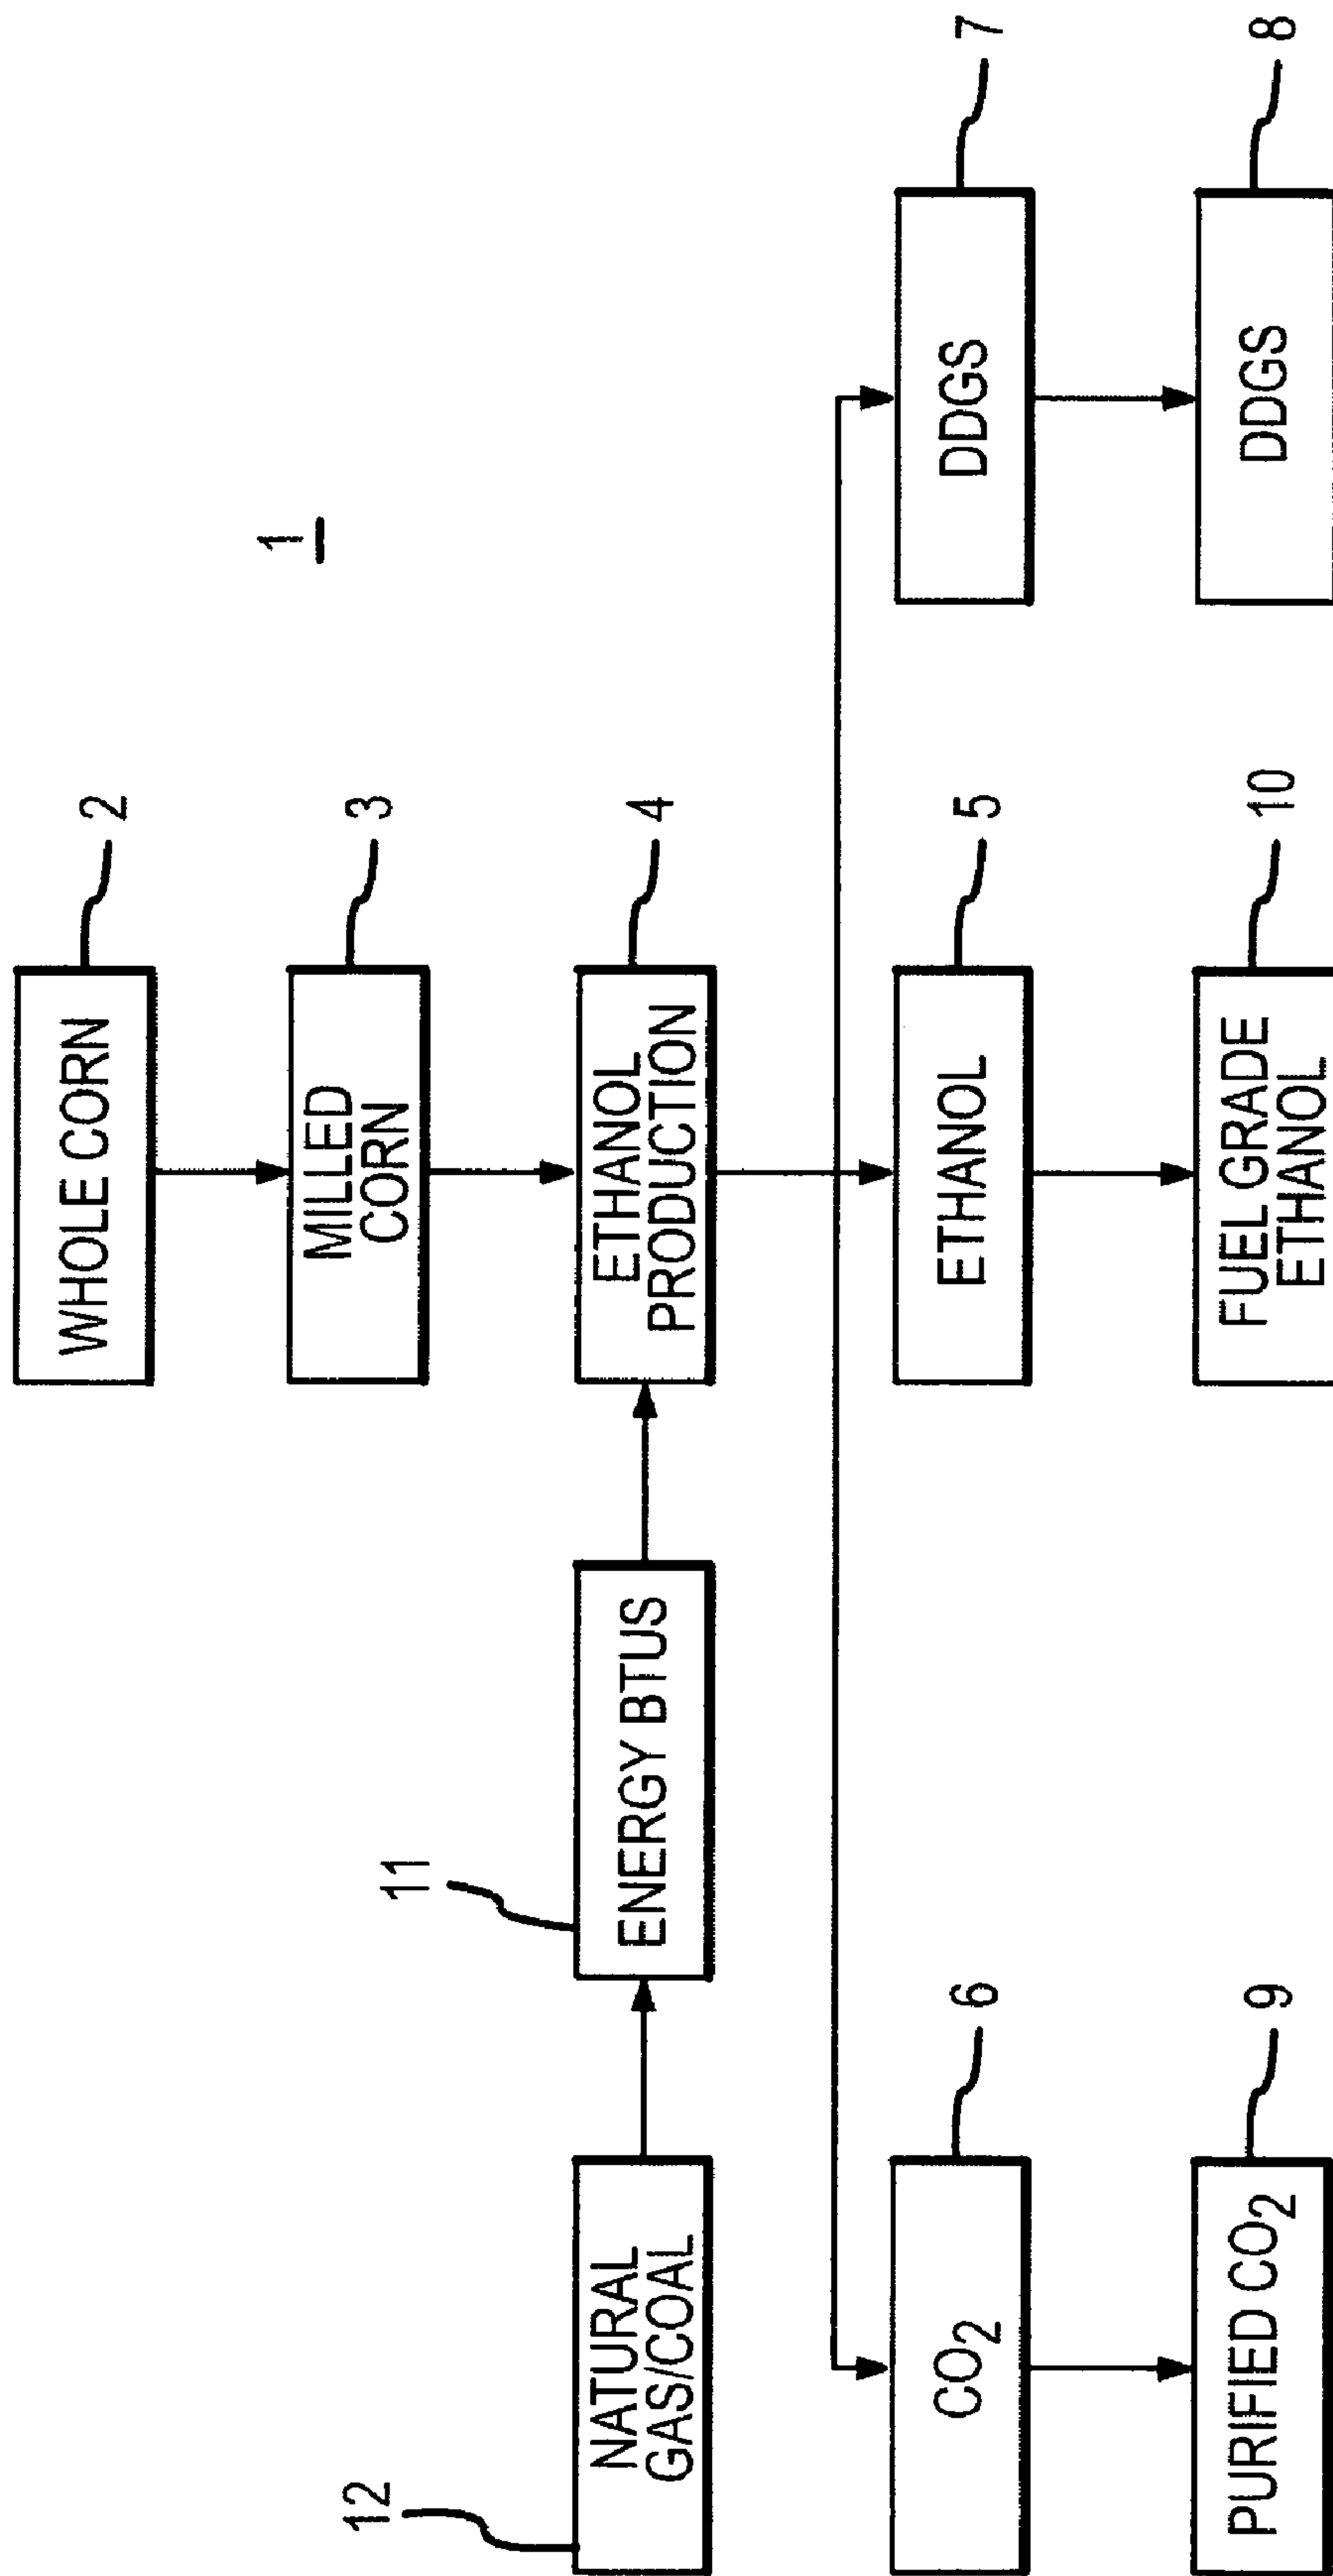 1
WHOLE CORN
2
MILLED
CORN
3
12
NATURAL
GAS/COAL
11
ENERGY BTUS
ETHANOL
PRODUCTION
4
CO₂
6
ETHANOL
5
DDGS
7
PURIFIED CO₂
9
FUEL GRADE
ETHANOL
10
DDGS
8